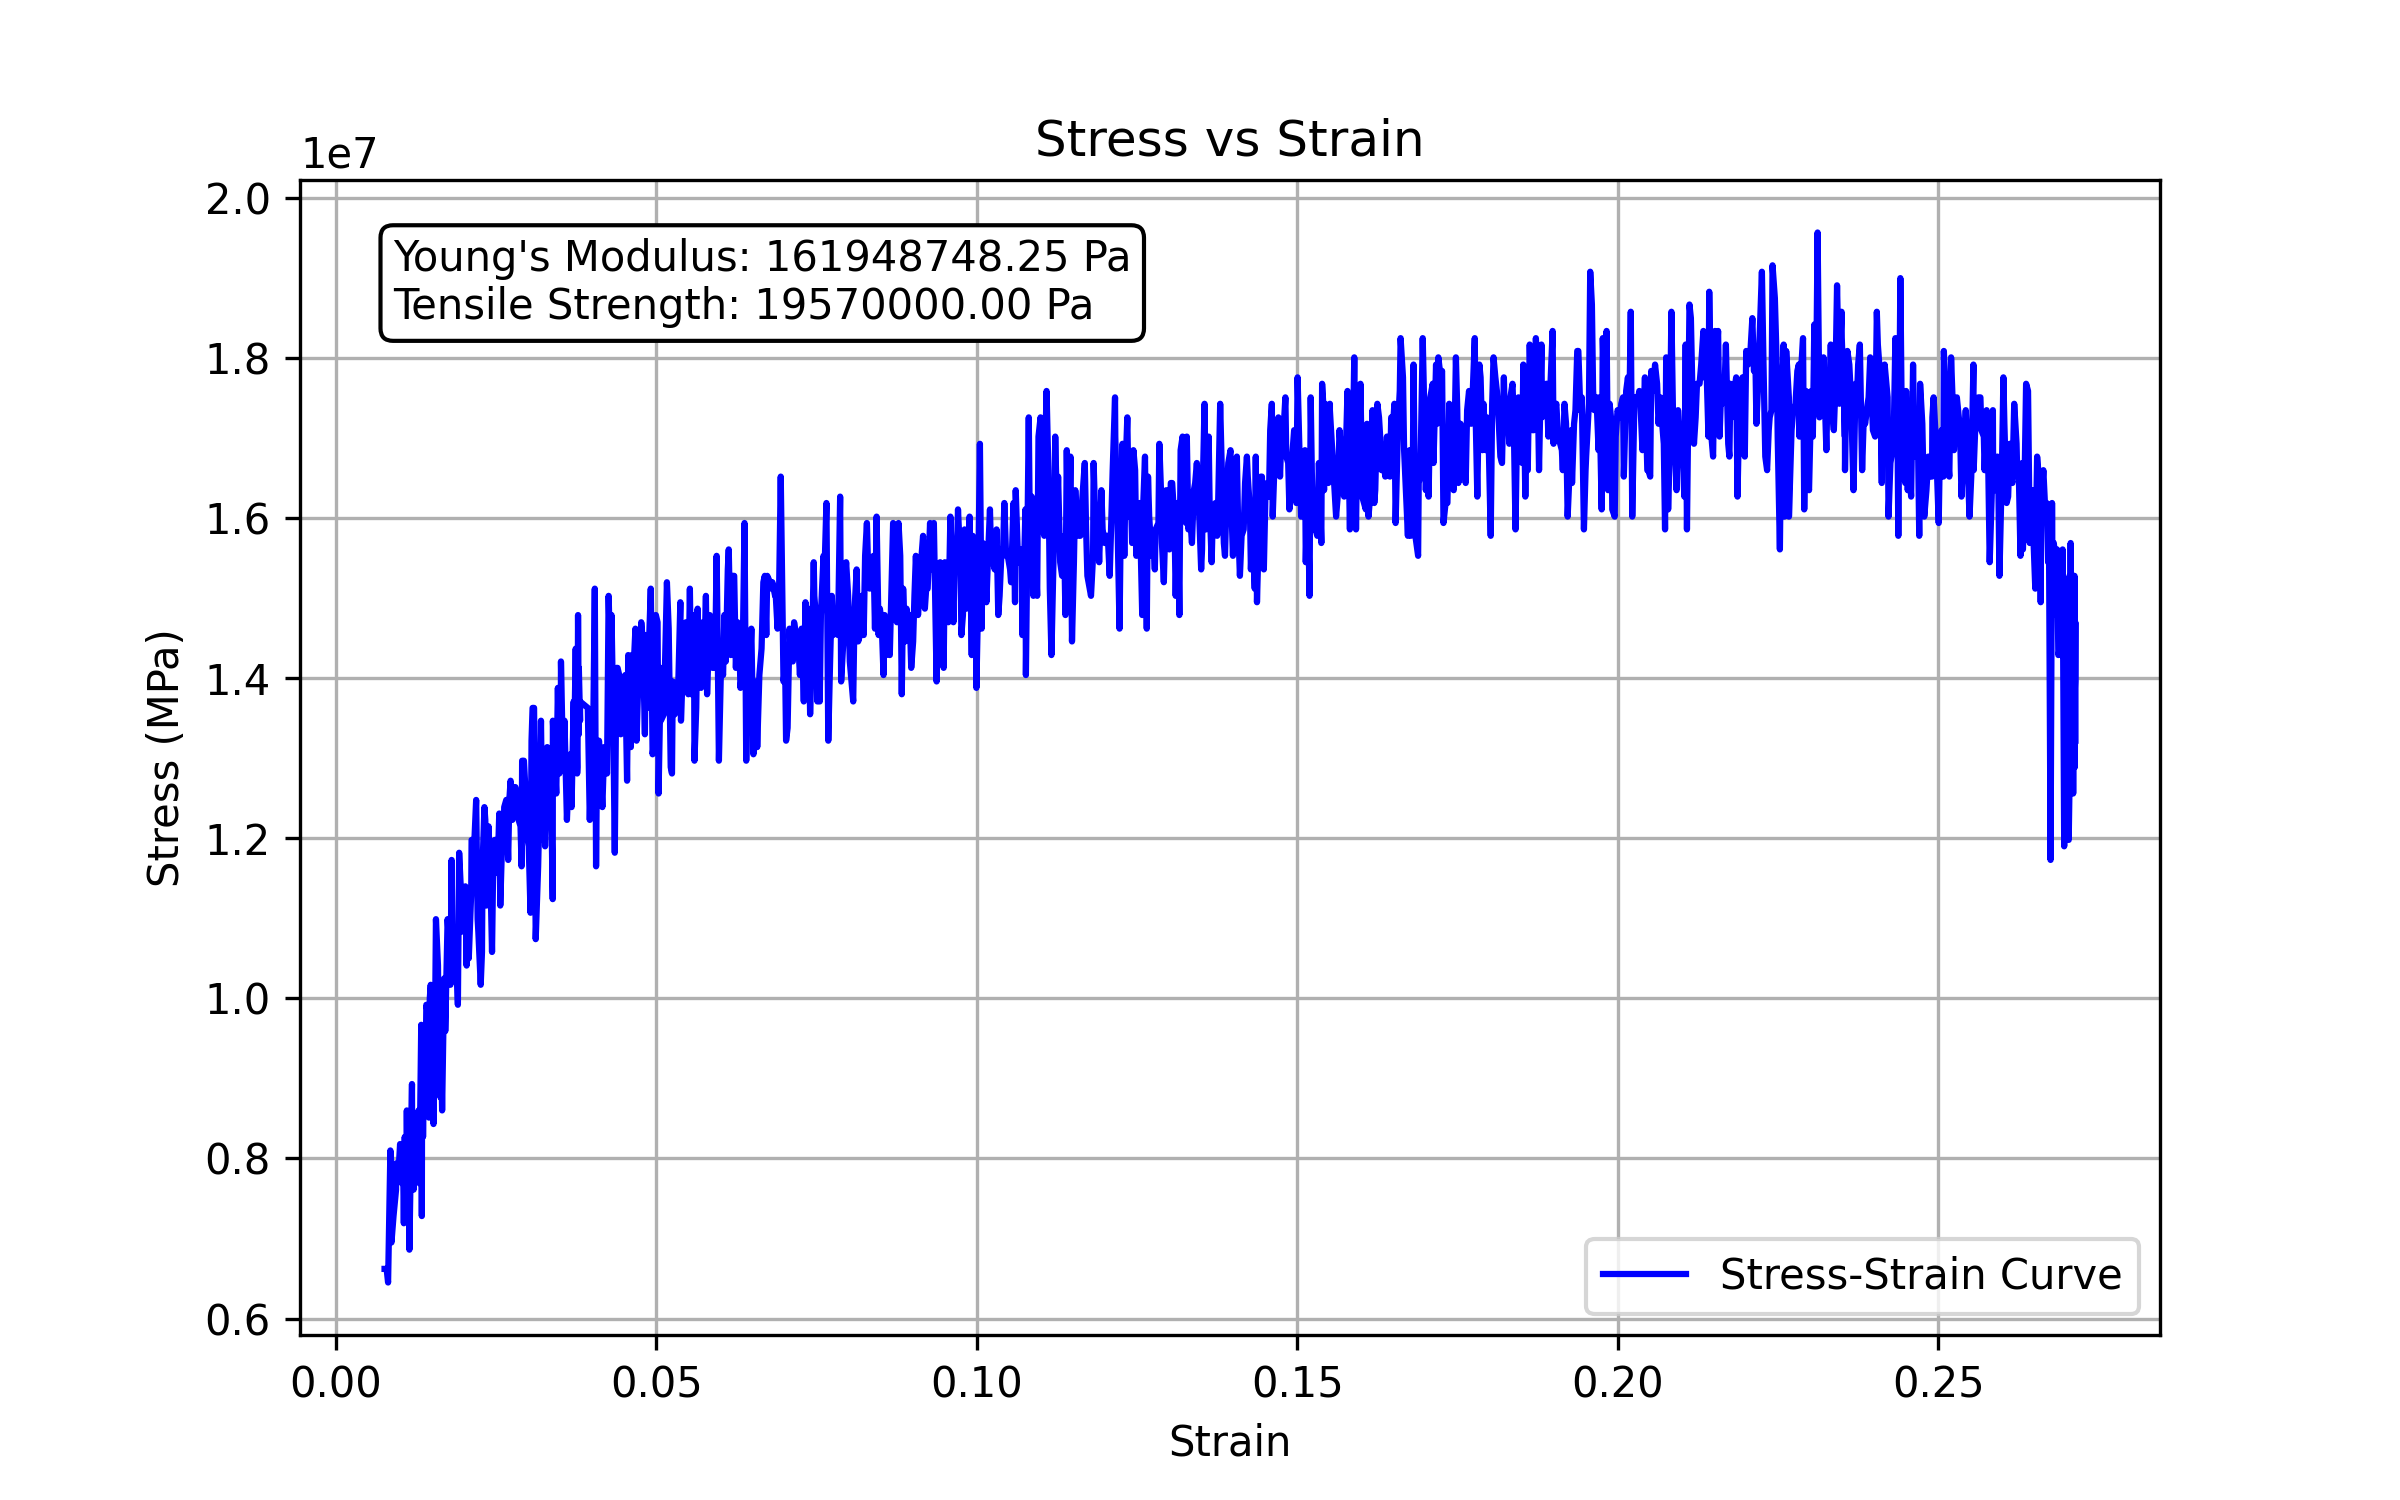 Stress vs Strain
1e7
2.0
1.8
1.6
1.4
1.2
1.0
0.8
0.6
Stress (MPa)
Young's Modulus: 161948748.25 Pa
Tensile Strength: 19570000.00 Pa
Stress-Strain Curve
0.00 0.05 0.10 0.15 0.20 0.25
Strain